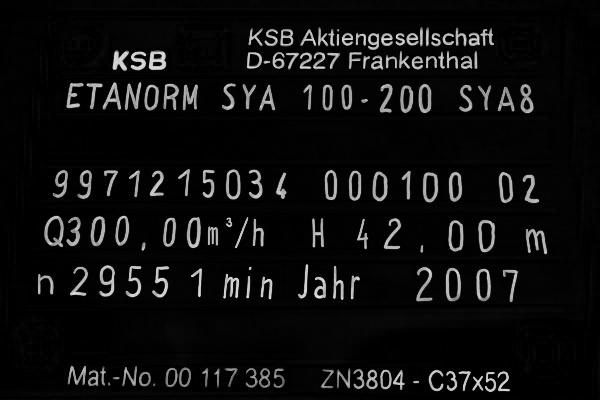 KSB Aktiengesellschaft
KSB D-67227 Frankenthal
ETANORM SYA 100-200 SYA8
9971215034 000100 02
Q300,00m³/h H 42,00 m
n 2955 1 min Jahr 2007
Mat.-No. 00 117 385 ZN3804 - C37x52